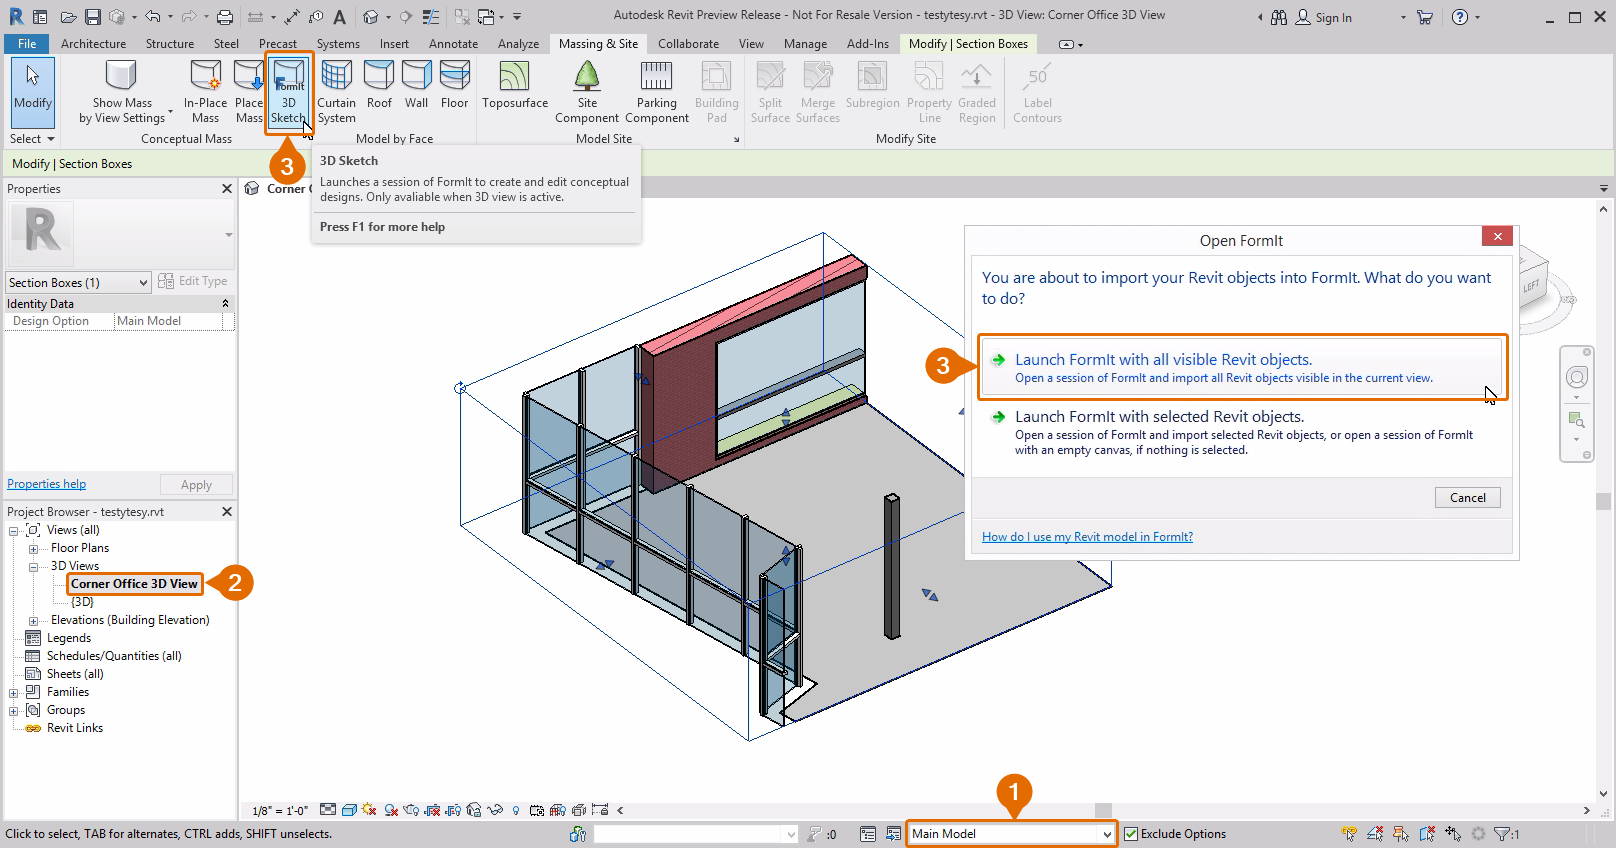 Autodesk Revit Preview Release - Not For Resale Version - testytesy.rvt - 3D View: Corner Office 3D View
Sign In
File Architecture Structure Steel Precast Systems Insert Annotate Analyze Massing & Site Collaborate View Manage Add-Ins Modify | Section Boxes
Modify
Show Mass
by View Settings
In-Place
Mass
Place
Mass
FormIt
3D
Sketch
Curtain
System
Roof
Wall
Floor
Toposurface
Site
Component
Parking
Component
Building
Pad
Split
Surface
Merge
Surfaces
Subregion
Property
Line
Graded
Region
50
Label
Contours
Select
Conceptual Mass
Model by Face
Model Site
Modify Site
3
Modify | Section Boxes
3D Sketch
Launches a session of FormIt to create and edit conceptual
designs. Only avaliable when 3D view is active.
Press F1 for more help
Properties
Corner
R
Section Boxes (1)
Edit Type
Identity Data
Design Option Main Model
Properties help
Apply
Project Browser - testytesy.rvt
Views (all)
Floor Plans
3D Views
Corner Office 3D View
2
{3D}
Elevations (Building Elevation)
Legends
Schedules/Quantities (all)
Sheets (all)
Families
Groups
Revit Links
Open FormIt
You are about to import your Revit objects into FormIt. What do you want
to do?
3
Launch FormIt with all visible Revit objects.
Open a session of FormIt and import all Revit objects visible in the current view.
Launch FormIt with selected Revit objects.
Open a session of FormIt and import selected Revit objects, or open a session of FormIt
with an empty canvas, if nothing is selected.
Cancel
How do I use my Revit model in FormIt?
LEFT
1/8" = 1'-0"
1
Click to select, TAB for alternates, CTRL adds, SHIFT unselects.
:0
Main Model
Exclude Options
:1